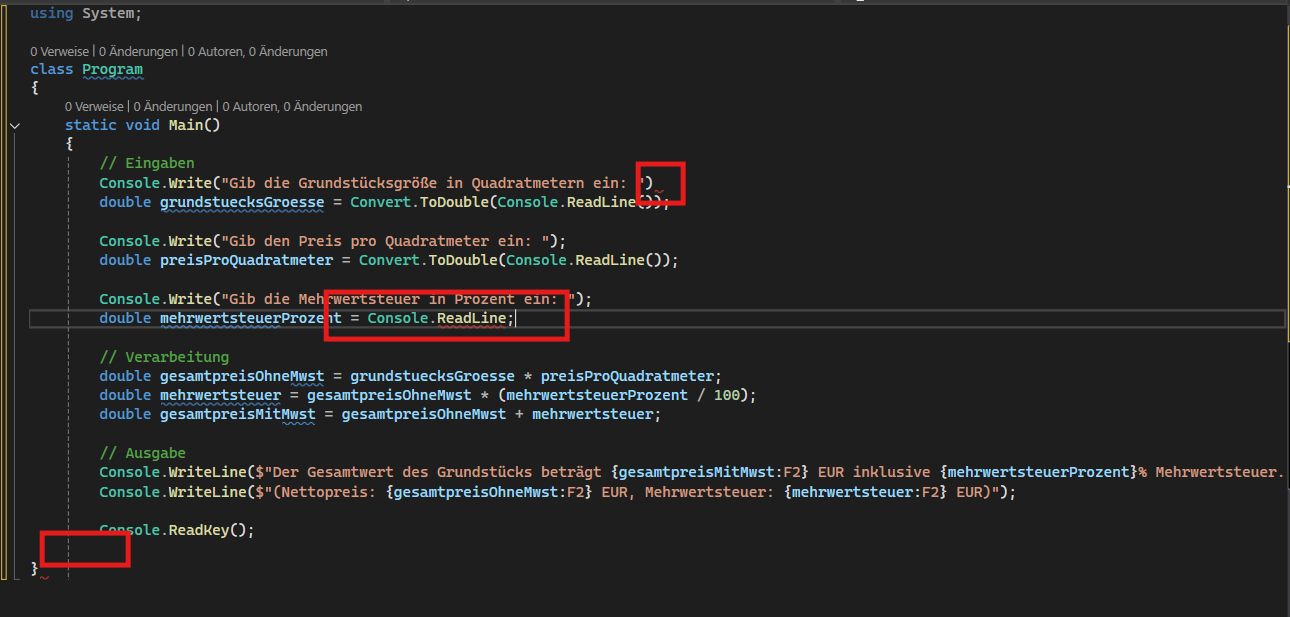 using System;
0 Verweise | 0 Änderungen | 0 Autoren, 0 Änderungen
class Program
{
0 Verweise | 0 Änderungen | 0 Autoren, 0 Änderungen
static void Main()
{
// Eingaben
Console.Write("Gib die Grundstücksgröße in Quadratmetern ein: ")
double grundstuecksGroesse = Convert.ToDouble(Console.ReadLine());
Console.Write("Gib den Preis pro Quadratmeter ein: ");
double preisProQuadratmeter = Convert.ToDouble(Console.ReadLine());
Console.Write("Gib die Mehrwertsteuer in Prozent ein: ");
double mehrwertsteuerProzent = Console.ReadLine;
// Verarbeitung
double gesamtpreisOhneMwst = grundstuecksGroesse * preisProQuadratmeter;
double mehrwertsteuer = gesamtpreisOhneMwst * (mehrwertsteuerProzent / 100);
double gesamtpreisMitMwst = gesamtpreisOhneMwst + mehrwertsteuer;
// Ausgabe
Console.WriteLine($"Der Gesamtwert des Grundstücks beträgt {gesamtpreisMitMwst:F2} EUR inklusive {mehrwertsteuerProzent}% Mehrwertsteuer.
Console.WriteLine($"(Nettopreis: {gesamtpreisOhneMwst:F2} EUR, Mehrwertsteuer: {mehrwertsteuer:F2} EUR)");
Console.ReadKey();
}